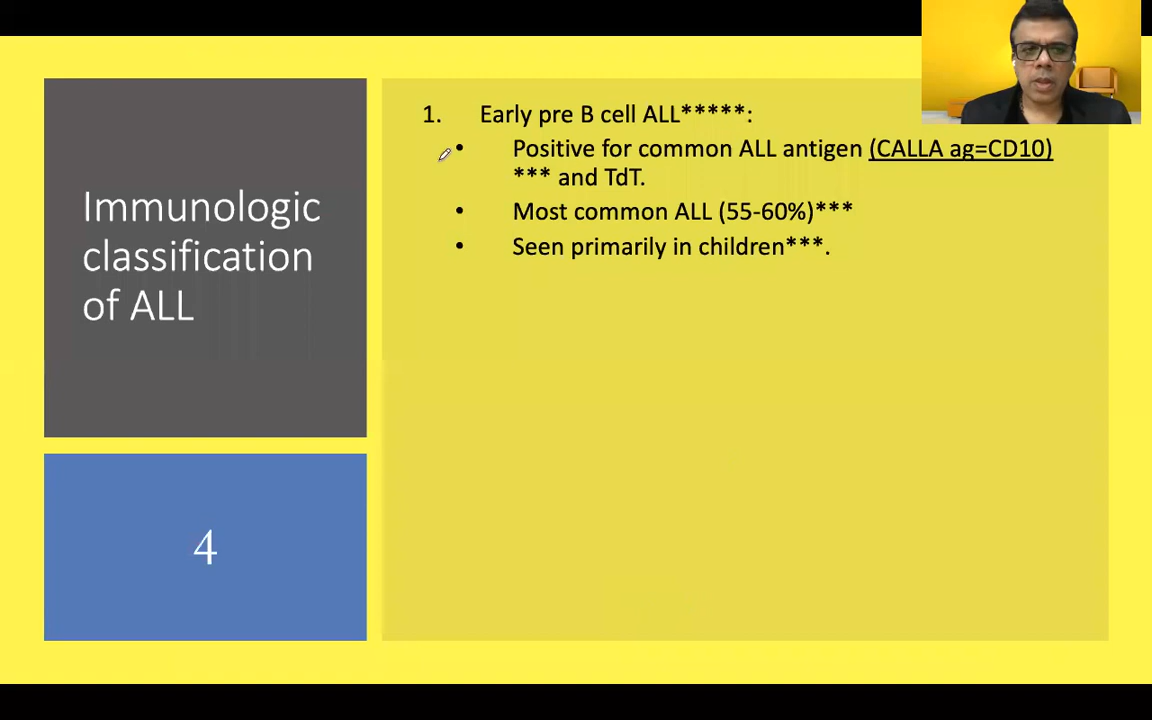 Immunologic
classification
of ALL
4
1. Early pre B cell ALL*****:
• Positive for common ALL antigen (CALLA ag=CD10)
*** and TdT.
• Most common ALL (55-60%)***
• Seen primarily in children***.